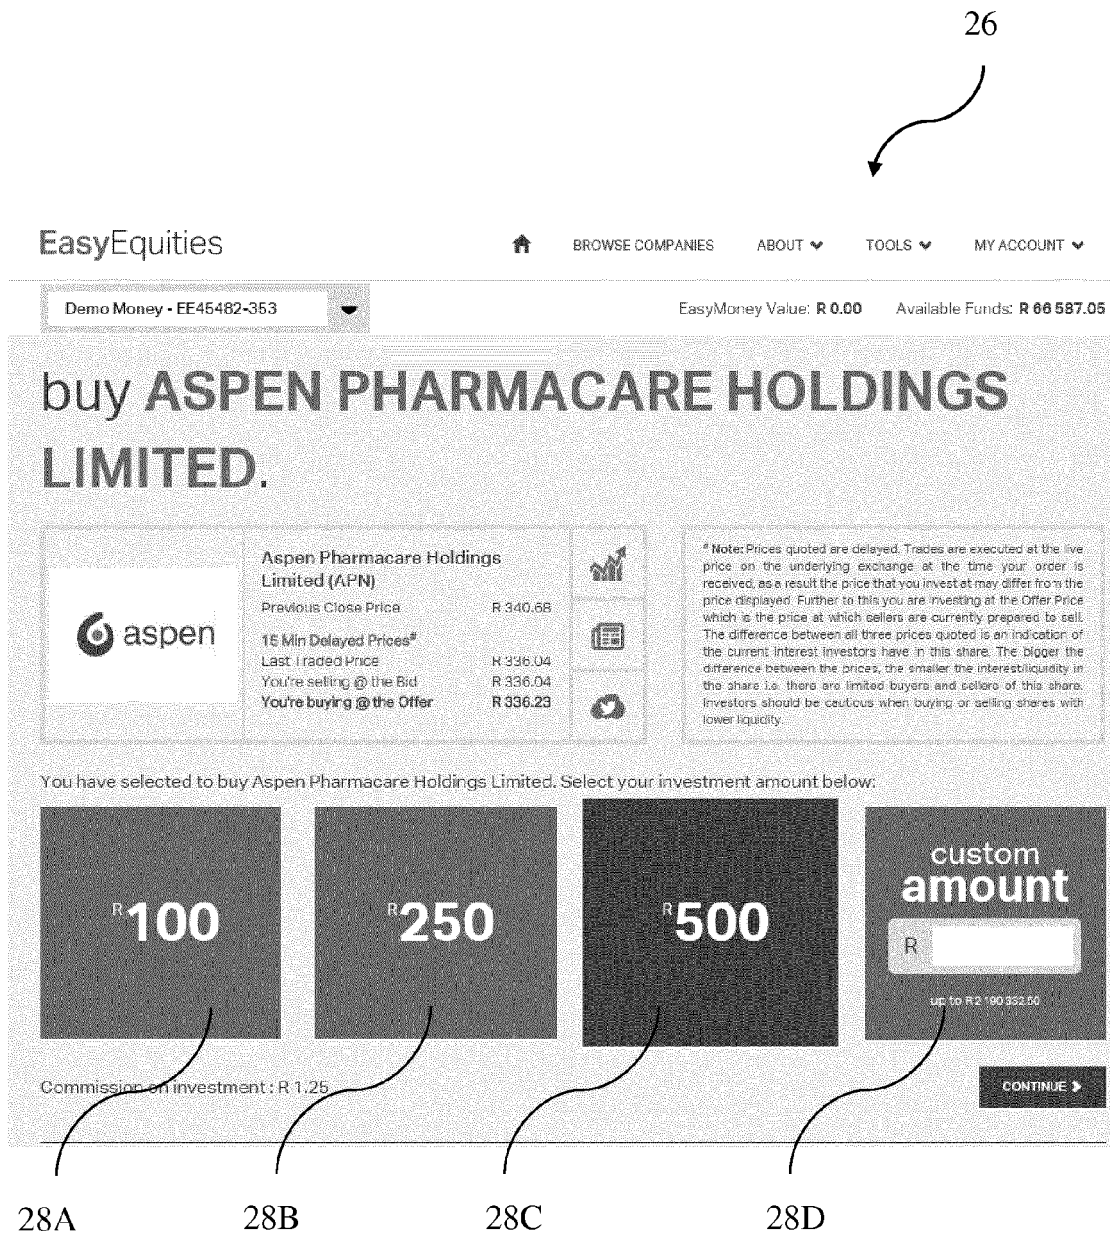 26
EasyEquities
BROWSE COMPANIES
ABOUT
TOOLS
MY ACCOUNT
Demo Money - EE45482-353
EasyMoney Value: R 0.00
Available Funds: R 66 587.05
buy ASPEN PHARMACARE HOLDINGS
LIMITED.
aspen
Aspen Pharmacare Holdings
Limited (APN)
Previous Close Price R 340.68
15 Min Delayed Prices#
Last Traded Price R 336.04
You're selling @ the Bid R 336.04
You're buying @ the Offer R 336.23
# Note: Prices quoted are delayed. Trades are executed at the live
price on the underlying exchange at the time your order is
received, as a result the price that you invest at may differ from the
price displayed. Further to this you are investing at the Offer Price
which is the price at which sellers are currently prepared to sell.
The difference between all three prices quoted is an indication of
the current interest investors have in this share. The bigger the
difference between the prices, the smaller the interest/liquidity in
the share i.e. there are limited buyers and sellers of this share.
Investors should be cautious when buying or selling shares with
lower liquidity.
You have selected to buy Aspen Pharmacare Holdings Limited. Select your investment amount below:
R100
R250
R500
custom
amount
R
up to R 2 190 332.50
Commission on investment : R 1.25
CONTINUE
28A
28B
28C
28D